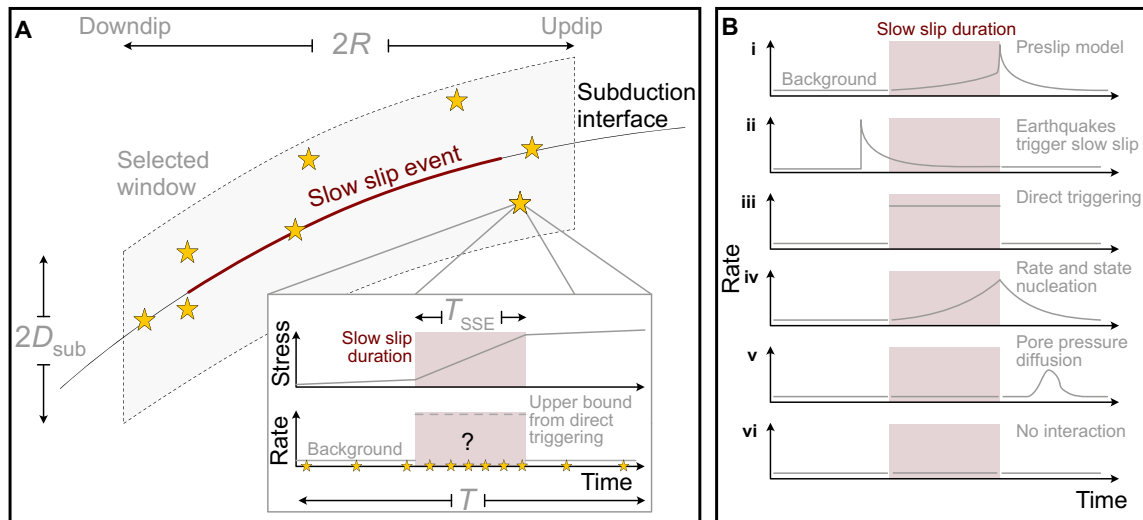 A
Downdip
2R
Updip
Subduction
interface
Selected
window
Slow slip event
2D_sub
T_SSE
Slow slip
duration
Stress
Upper bound
from direct
triggering
?
Background
Rate
Time
T
B
Slow slip duration
i
Preslip model
Background
ii
Earthquakes
trigger slow slip
iii
Direct triggering
Rate
iv
Rate and state
nucleation
v
Pore pressure
diffusion
vi
No interaction
Time